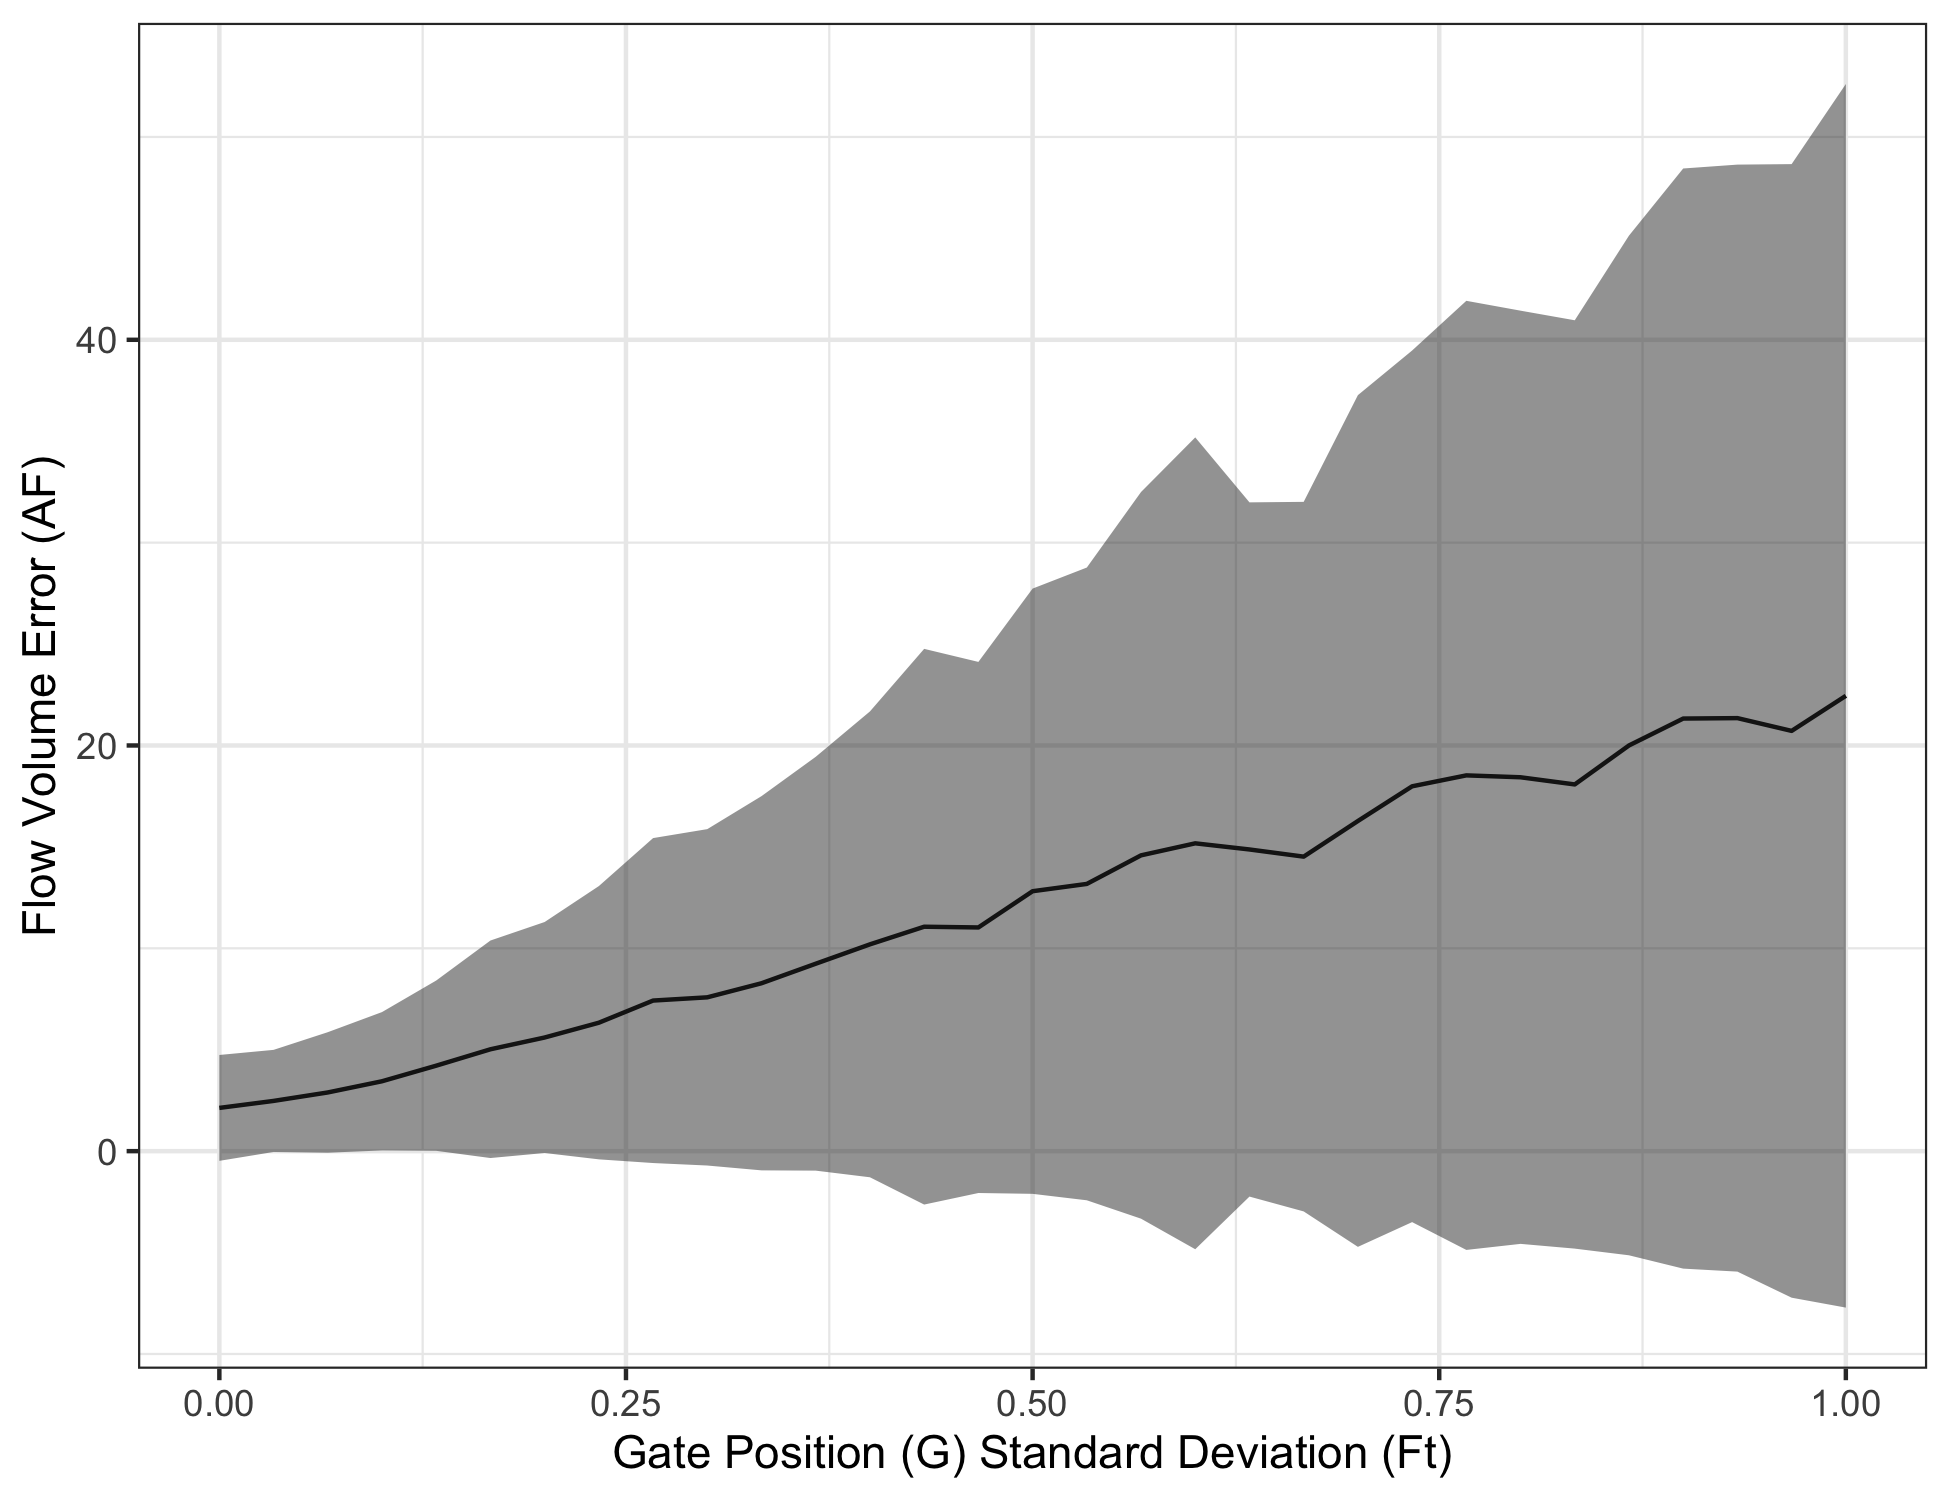 Flow Volume Error (AF)
40
20
0
0.00 0.25 0.50 0.75 1.00
Gate Position (G) Standard Deviation (Ft)